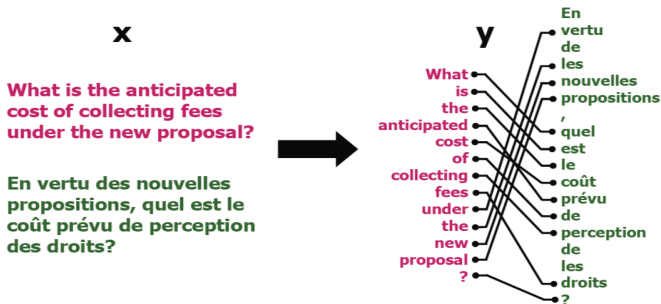 x
What is the anticipated
cost of collecting fees
under the new proposal?
En vertu des nouvelles
propositions, quel est le
coût prévu de perception
des droits?
y
What
is
the
anticipated
cost
of
collecting
fees
under
the
new
proposal
?
En
vertu
de
les
nouvelles
propositions
,
quel
est
le
coût
prévu
de
perception
de
les
droits
?